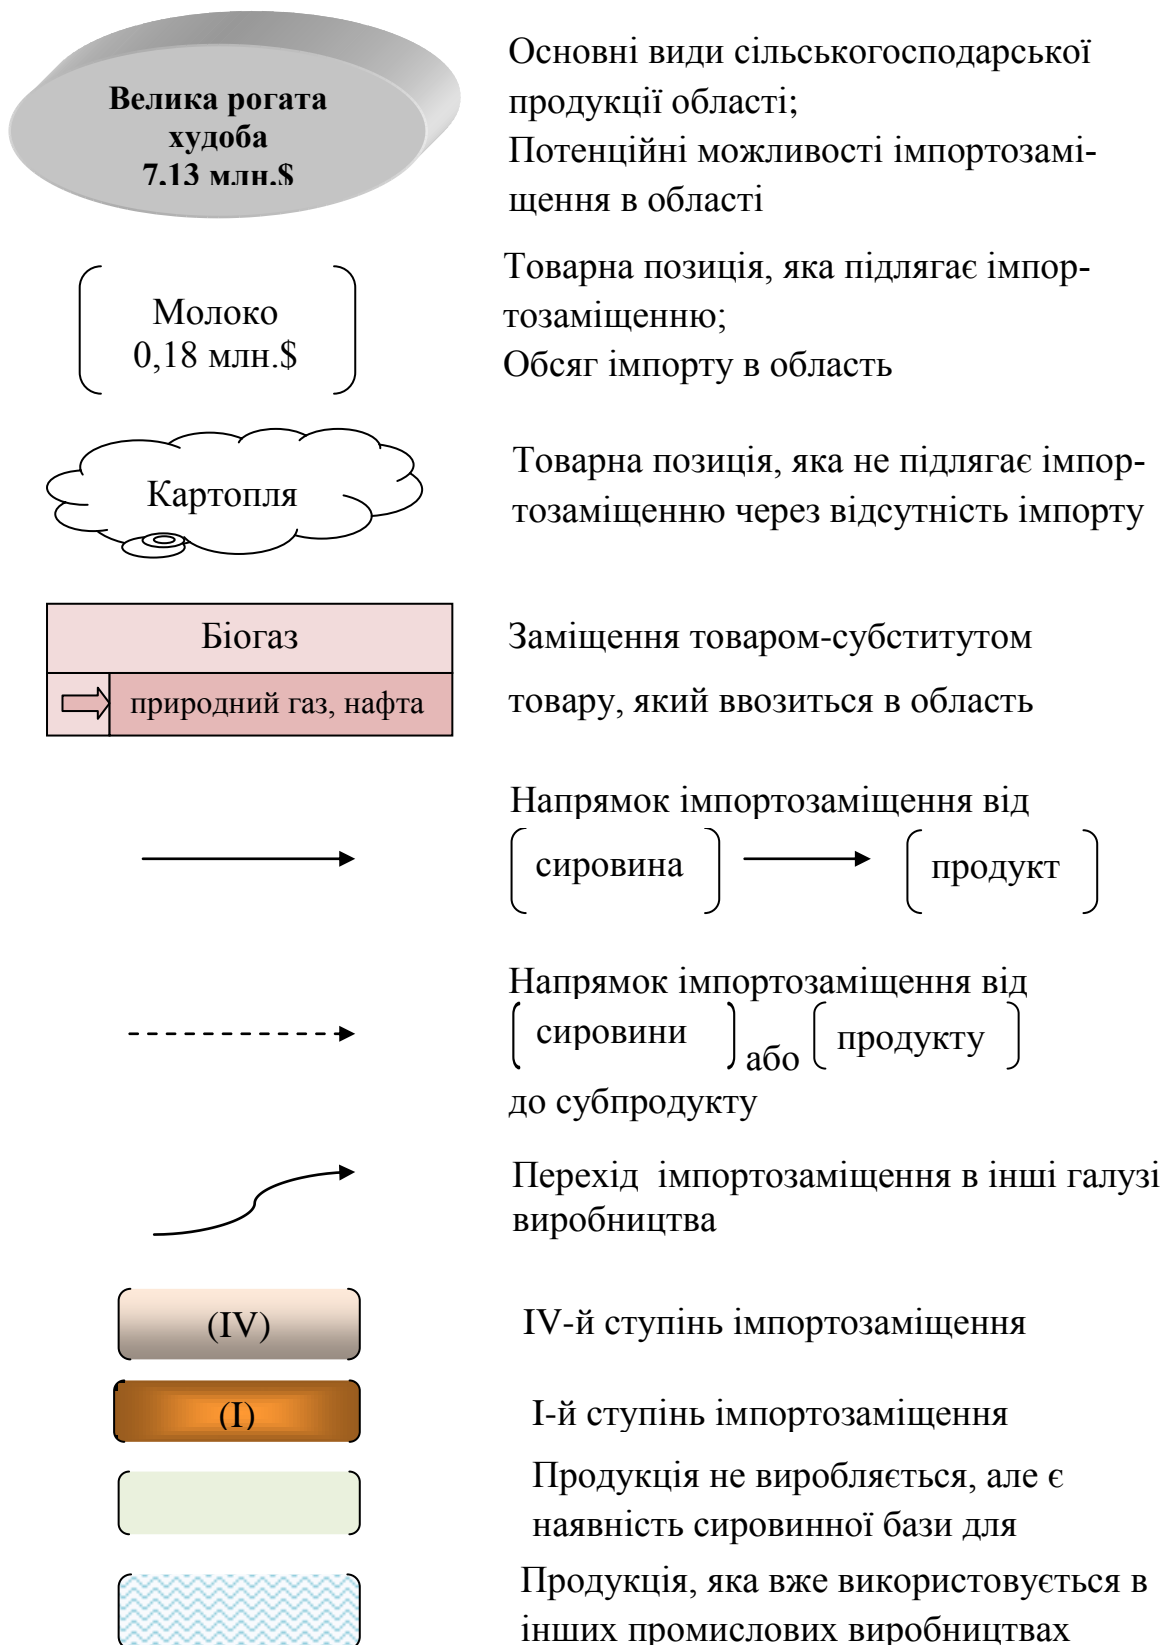 Велика рогата
худоба
7,13 млн.$
Основні види сільськогосподарської
продукції області;
Потенційні можливості імпортозамі-
щення в області
Молоко
0,18 млн.$
Товарна позиція, яка підлягає імпор-
тозаміщенню;
Обсяг імпорту в область
Картопля
Товарна позиція, яка не підлягає імпор-
тозаміщенню через відсутність імпорту
Біогаз
природний газ, нафта
Заміщення товаром-субститутом
товару, який ввозиться в область
Напрямок імпортозаміщення від
сировина продукт
Напрямок імпортозаміщення від
сировини або продукту
до субпродукту
Перехід імпортозаміщення в інші галузі
виробництва
(IV)
IV-й ступінь імпортозаміщення
(I)
I-й ступінь імпортозаміщення
Продукція не виробляється, але є
наявність сировинної бази для
Продукція, яка вже використовується в
інших промислових виробництвах